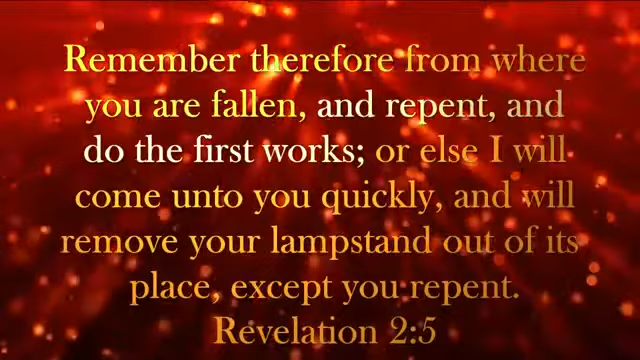 Remember therefore from where
you are fallen, and repent, and
do the first works; or else I will
come unto you quickly, and will
remove your lampstand out of its
place, except you repent.
Revelation 2:5